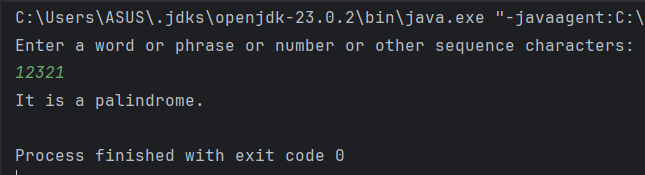 C:\Users\ASUS\.jdks\openjdk-23.0.2\bin\java.exe "-javaagent:C:\
Enter a word or phrase or number or other sequence characters:
12321
It is a palindrome.
Process finished with exit code 0